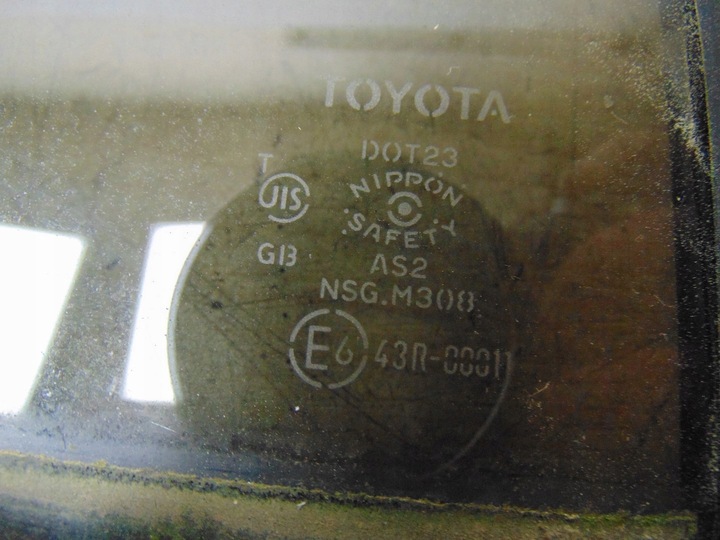 TOYOTA
DOT23
T
JIS
NIPPON
SAFETY
GB
AS2
NSG.M308
E6 43R-00011